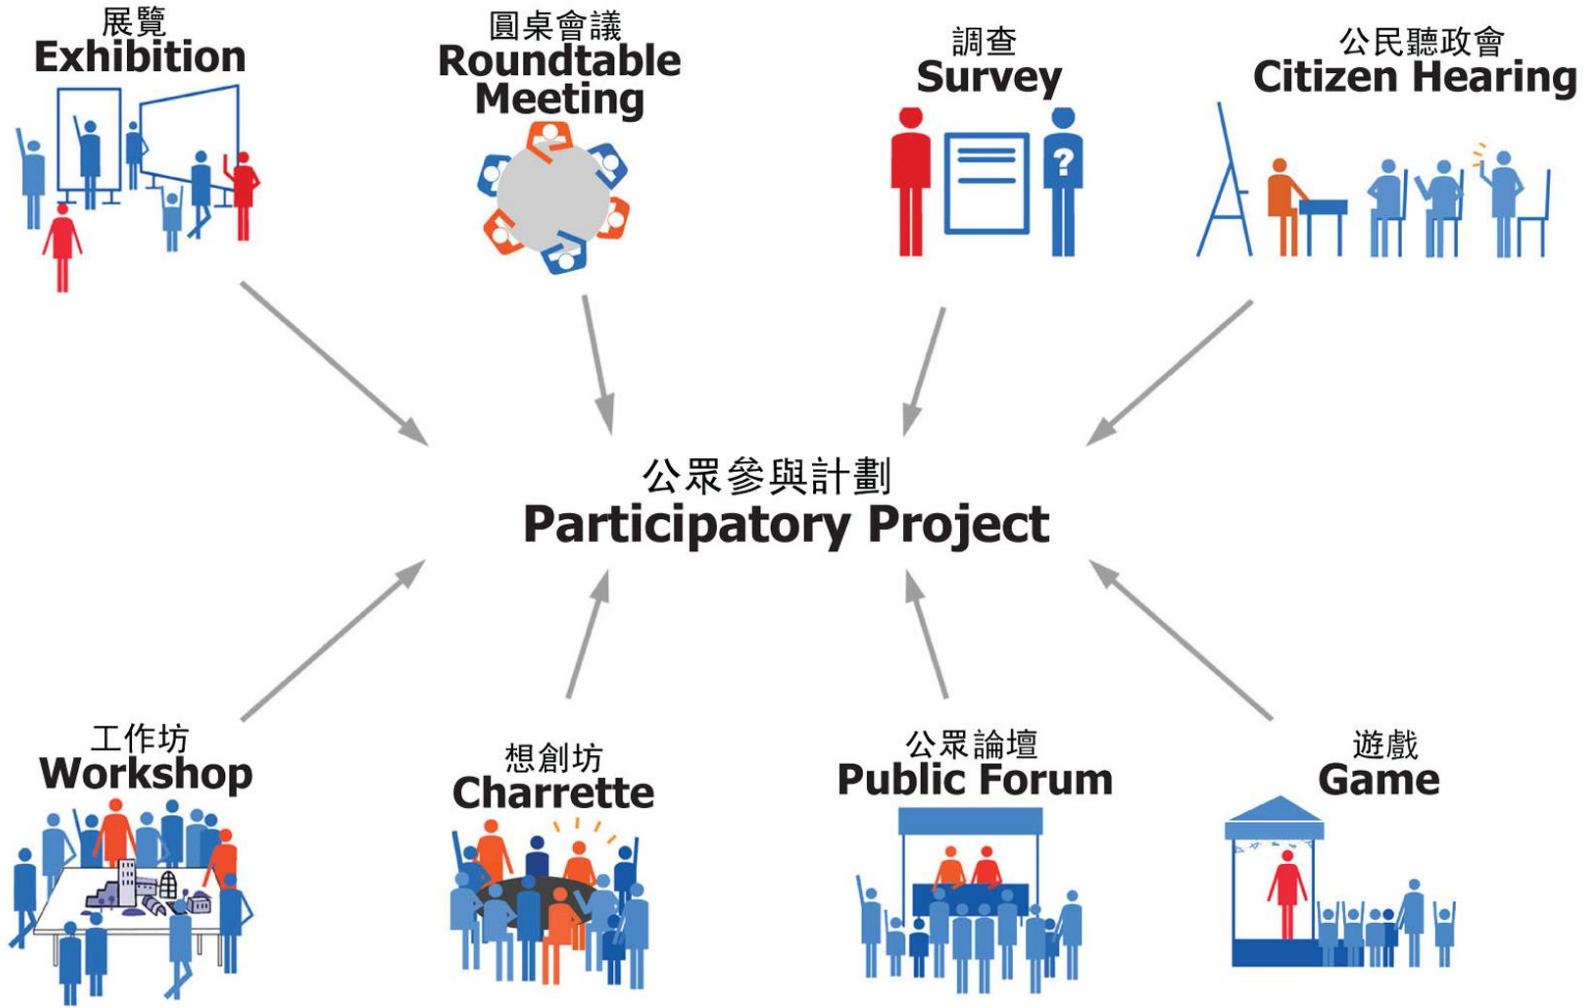 展覽
Exhibition
圓桌會議
Roundtable
Meeting
調查
Survey
?
公民聽政會
Citizen Hearing
公眾參與計劃
Participatory Project
工作坊
Workshop
想創坊
Charrette
公眾論壇
Public Forum
遊戲
Game